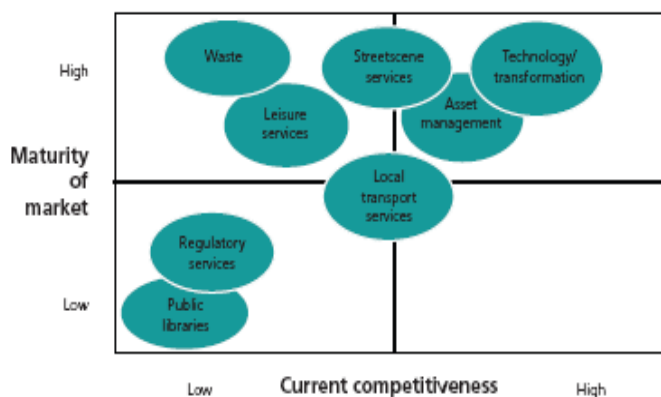 High
Maturity
of
market
Low
Waste
Streetscene
services
Technology/
transformation
Leisure
services
Asset
management
Local
transport
services
Regulatory
services
Public
libraries
Low
Current competitiveness
High